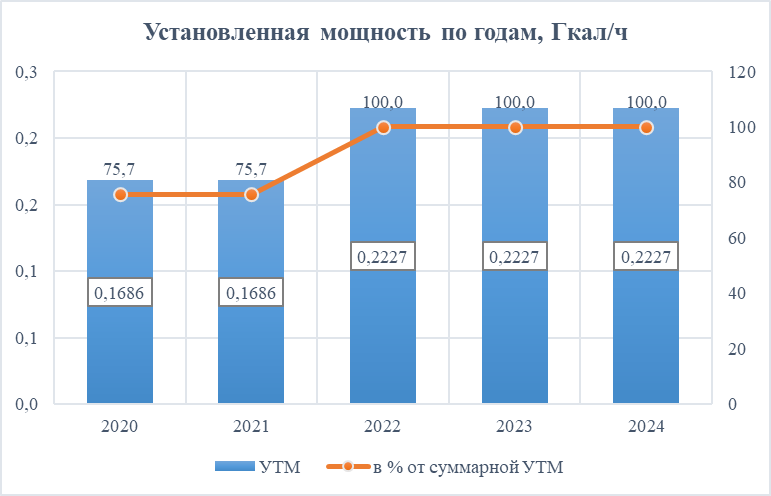 Установленная мощность по годам, Гкал/ч
0,3 120
75,7 75,7 100,0 100,0 100,0
0,2 100
0,2 80
0,1686 0,1686 0,2227 0,2227 0,2227
60
0,1 40
0,1 20
0,0 0
2020 2021 2022 2023 2024
УТМ в % от суммарной УТМ